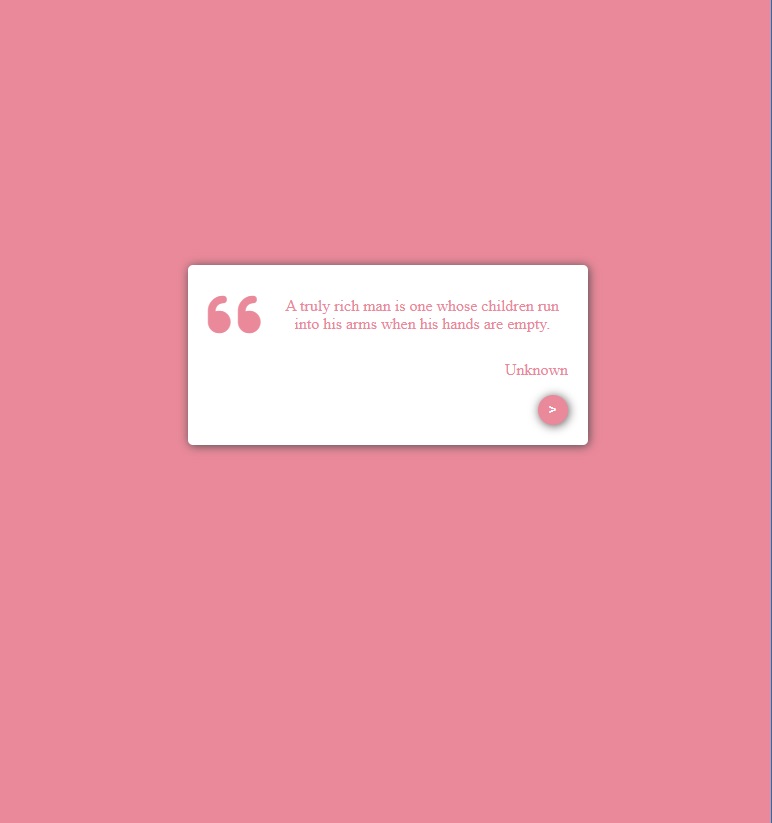 ❝ A truly rich man is one whose children run
into his arms when his hands are empty.
Unknown
>